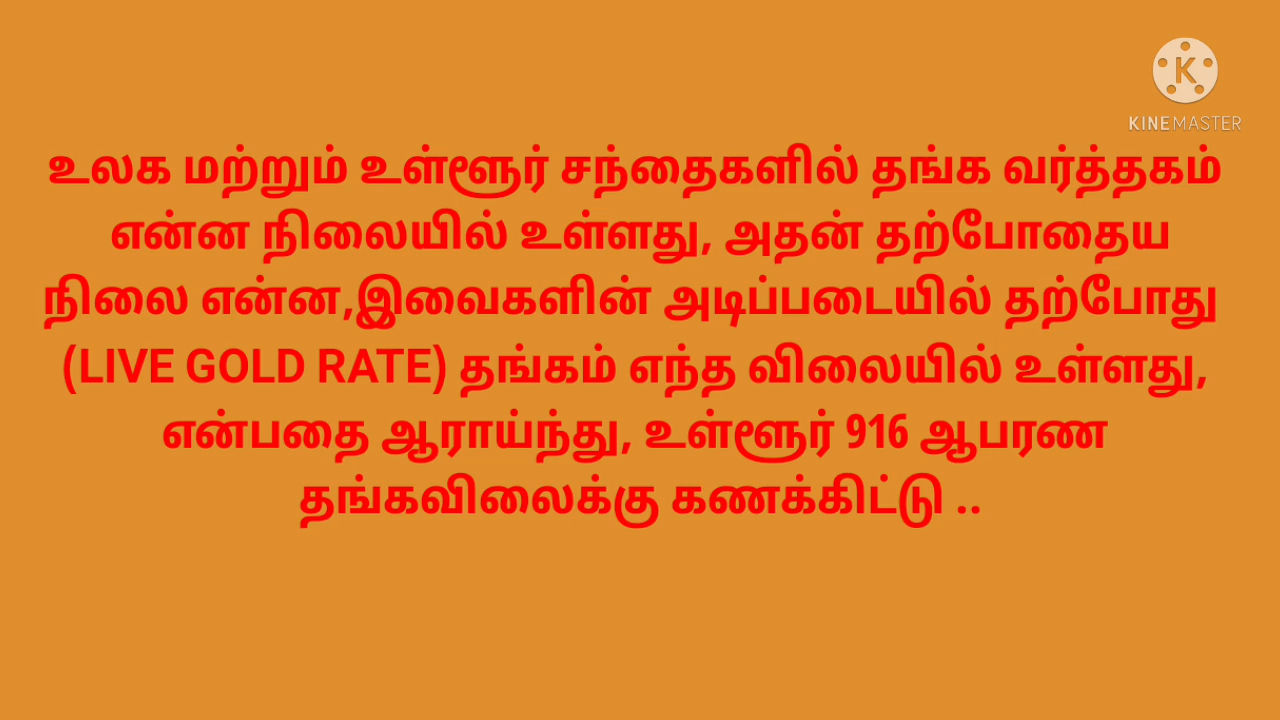 KINEMASTER
உலக மற்றும் உள்ளூர் சந்தைகளில் தங்க வர்த்தகம்
என்ன நிலையில் உள்ளது, அதன் தற்போதைய
நிலை என்ன,இவைகளின் அடிப்படையில் தற்போது
(LIVE GOLD RATE) தங்கம் எந்த விலையில் உள்ளது,
என்பதை ஆராய்ந்து, உள்ளூர் 916 ஆபரண
தங்கவிலைக்கு கணக்கிட்டு ..